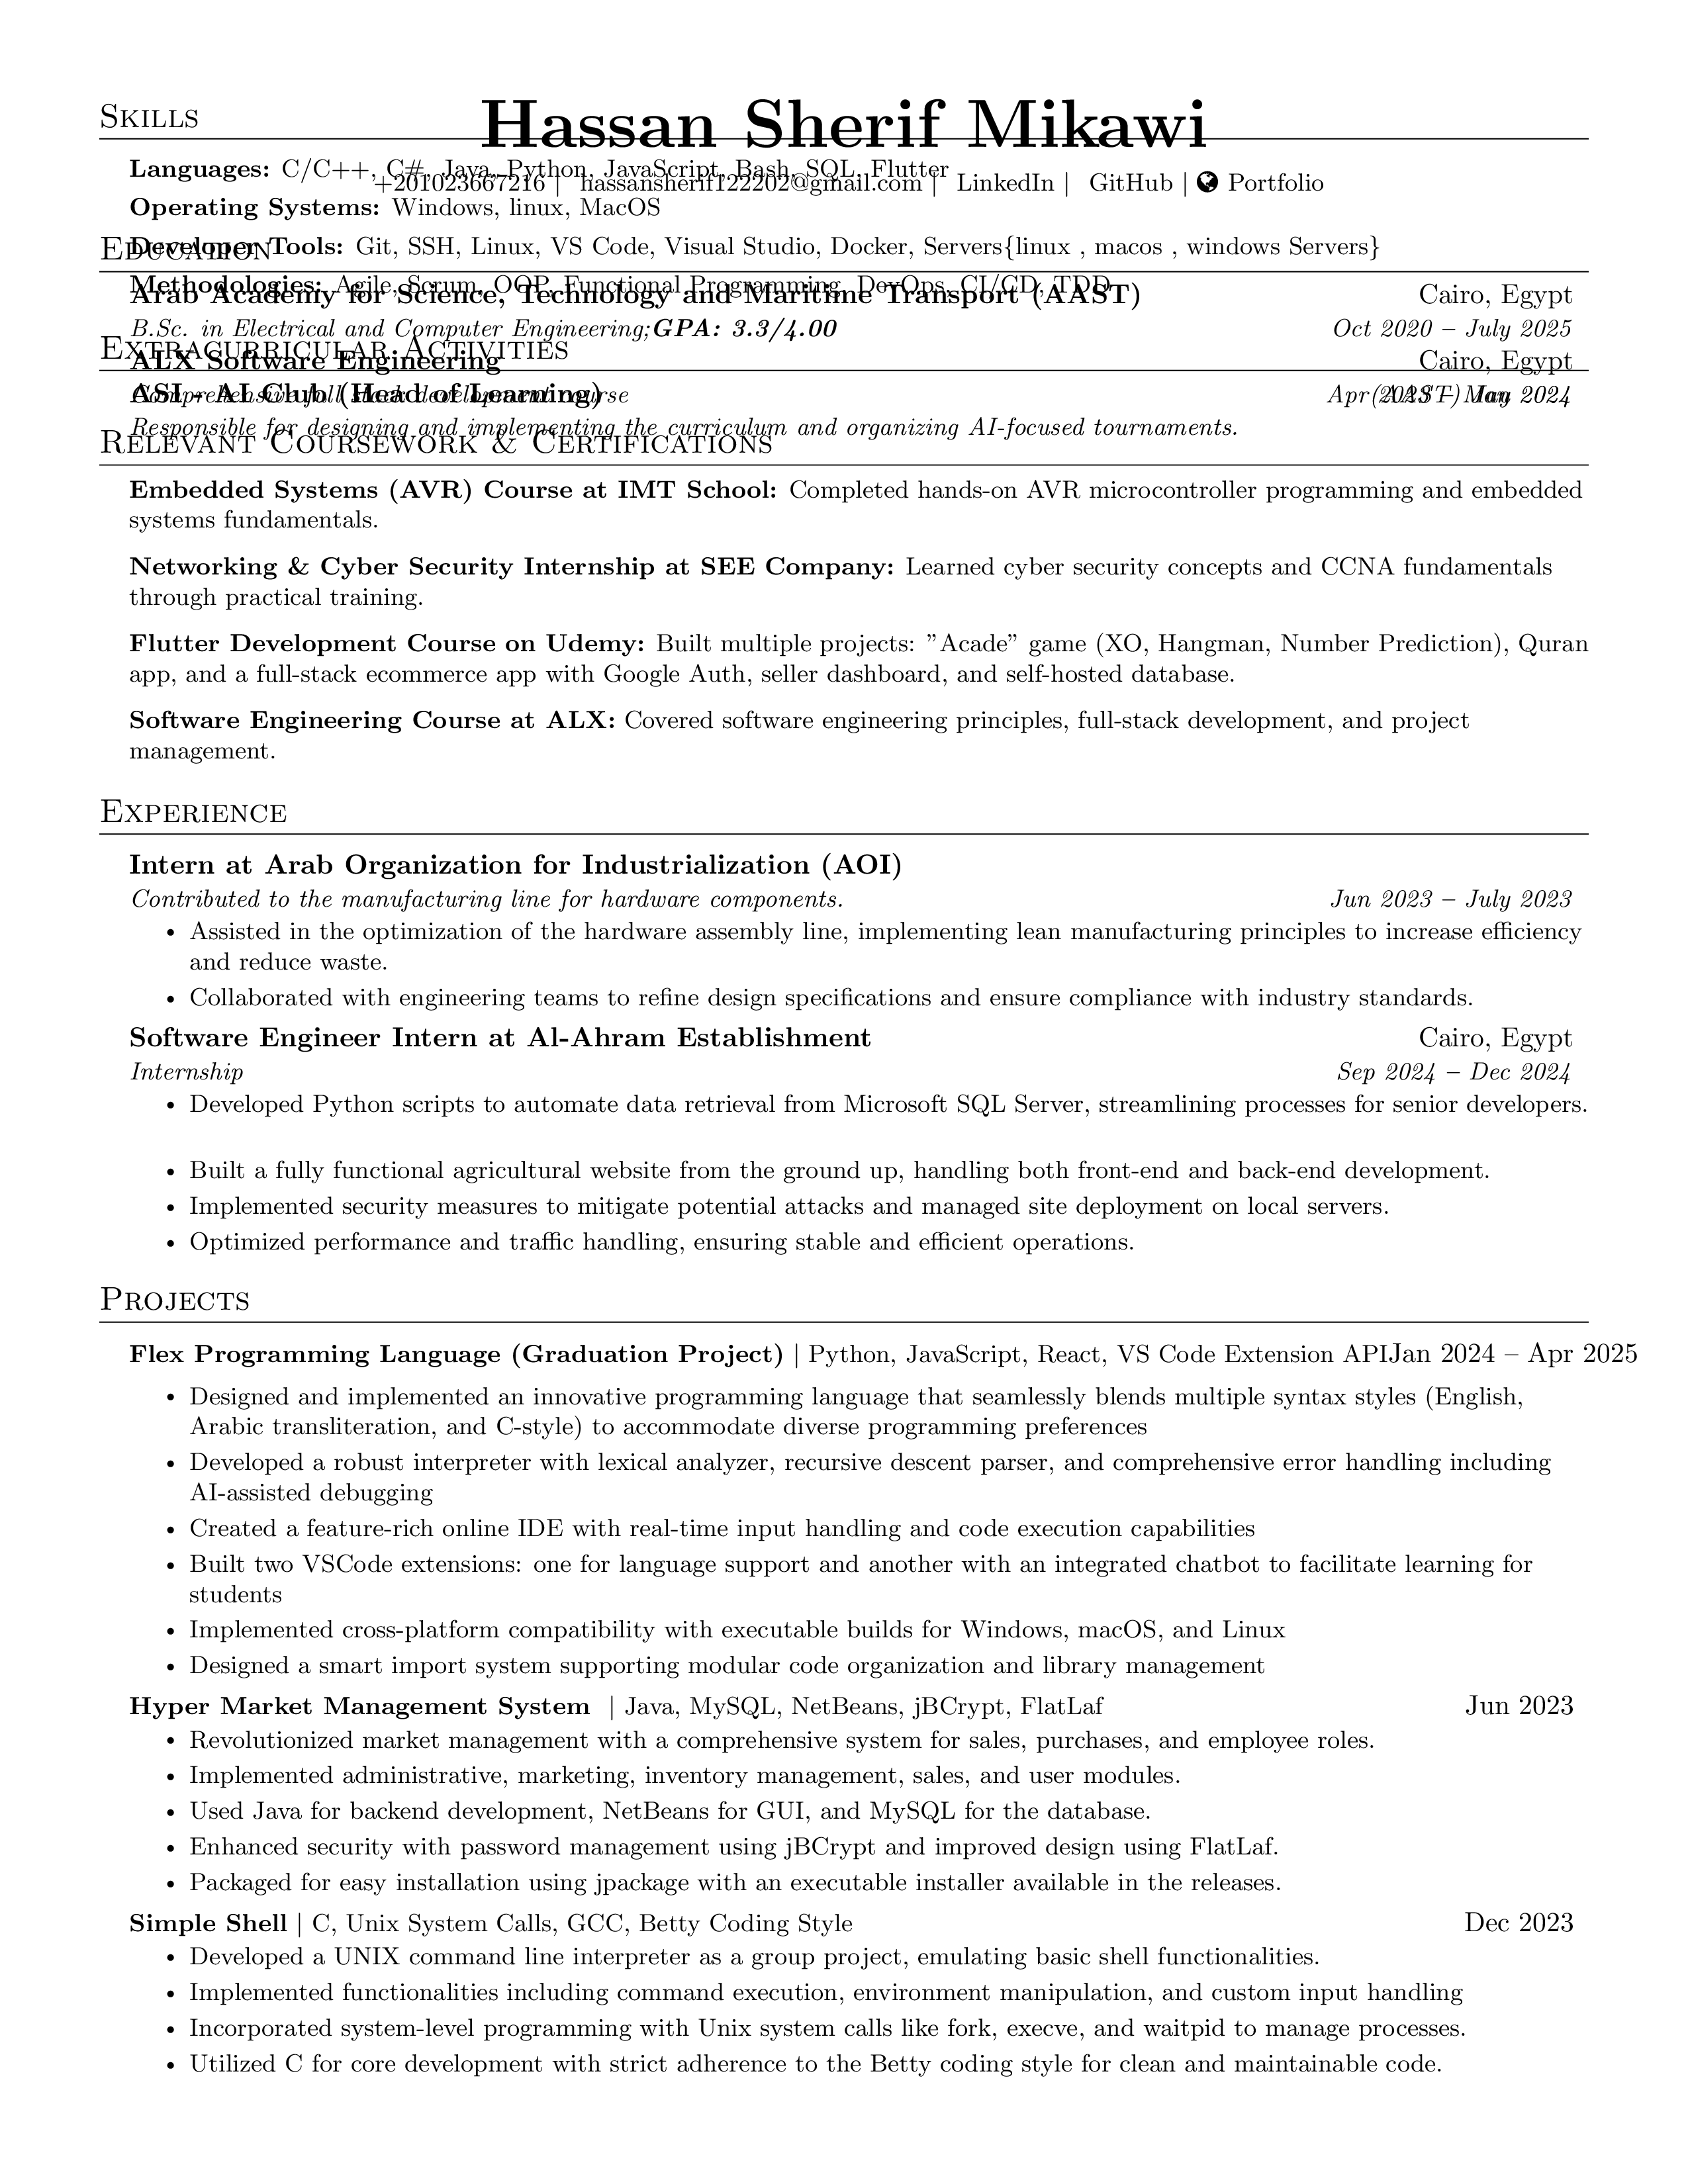 Hassan Sherif Mikawi
+201023667216 | hassansherif122202@gmail.com | LinkedIn | GitHub | Portfolio
Skills
Languages: C/C++, C#, Java, Python, JavaScript, Bash, SQL, Flutter
Operating Systems: Windows, linux, MacOS
Developer Tools: Git, SSH, Linux, VS Code, Visual Studio, Docker, Servers{linux , macos , windows Servers}
Methodologies: Agile, Scrum, OOP, Functional Programming, DevOps, CI/CD, TDD
Education
Arab Academy for Science, Technology and Maritime Transport (AAST) Cairo, Egypt
B.Sc. in Electrical and Computer Engineering;GPA: 3.3/4.00 Oct 2020 – July 2025
ALX Software Engineering Cairo, Egypt
Comprehensive full stack development course Apr 2023 – May 2024
Extracurricular Activities
ASL - AI Club (Head of Learning)
(AAST) 2024
Responsible for designing and implementing the curriculum and organizing AI-focused tournaments.
Relevant Coursework & Certifications
Embedded Systems (AVR) Course at IMT School: Completed hands-on AVR microcontroller programming and embedded
systems fundamentals.
Networking & Cyber Security Internship at SEE Company: Learned cyber security concepts and CCNA fundamentals
through practical training.
Flutter Development Course on Udemy: Built multiple projects: ”Acade” game (XO, Hangman, Number Prediction), Quran
app, and a full-stack ecommerce app with Google Auth, seller dashboard, and self-hosted database.
Software Engineering Course at ALX: Covered software engineering principles, full-stack development, and project
management.
Experience
Intern at Arab Organization for Industrialization (AOI)
Contributed to the manufacturing line for hardware components. Jun 2023 – July 2023
• Assisted in the optimization of the hardware assembly line, implementing lean manufacturing principles to increase efficiency
and reduce waste.
• Collaborated with engineering teams to refine design specifications and ensure compliance with industry standards.
Software Engineer Intern at Al-Ahram Establishment Cairo, Egypt
Internship Sep 2024 – Dec 2024
• Developed Python scripts to automate data retrieval from Microsoft SQL Server, streamlining processes for senior developers.
• Built a fully functional agricultural website from the ground up, handling both front-end and back-end development.
• Implemented security measures to mitigate potential attacks and managed site deployment on local servers.
• Optimized performance and traffic handling, ensuring stable and efficient operations.
Projects
Flex Programming Language (Graduation Project) | Python, JavaScript, React, VS Code Extension APIJan 2024 – Apr 2025
• Designed and implemented an innovative programming language that seamlessly blends multiple syntax styles (English,
Arabic transliteration, and C-style) to accommodate diverse programming preferences
• Developed a robust interpreter with lexical analyzer, recursive descent parser, and comprehensive error handling including
AI-assisted debugging
• Created a feature-rich online IDE with real-time input handling and code execution capabilities
• Built two VSCode extensions: one for language support and another with an integrated chatbot to facilitate learning for
students
• Implemented cross-platform compatibility with executable builds for Windows, macOS, and Linux
• Designed a smart import system supporting modular code organization and library management
Hyper Market Management System | Java, MySQL, NetBeans, jBCrypt, FlatLaf Jun 2023
• Revolutionized market management with a comprehensive system for sales, purchases, and employee roles.
• Implemented administrative, marketing, inventory management, sales, and user modules.
• Used Java for backend development, NetBeans for GUI, and MySQL for the database.
• Enhanced security with password management using jBCrypt and improved design using FlatLaf.
• Packaged for easy installation using jpackage with an executable installer available in the releases.
Simple Shell | C, Unix System Calls, GCC, Betty Coding Style Dec 2023
• Developed a UNIX command line interpreter as a group project, emulating basic shell functionalities.
• Implemented functionalities including command execution, environment manipulation, and custom input handling
• Incorporated system-level programming with Unix system calls like fork, execve, and waitpid to manage processes.
• Utilized C for core development with strict adherence to the Betty coding style for clean and maintainable code.